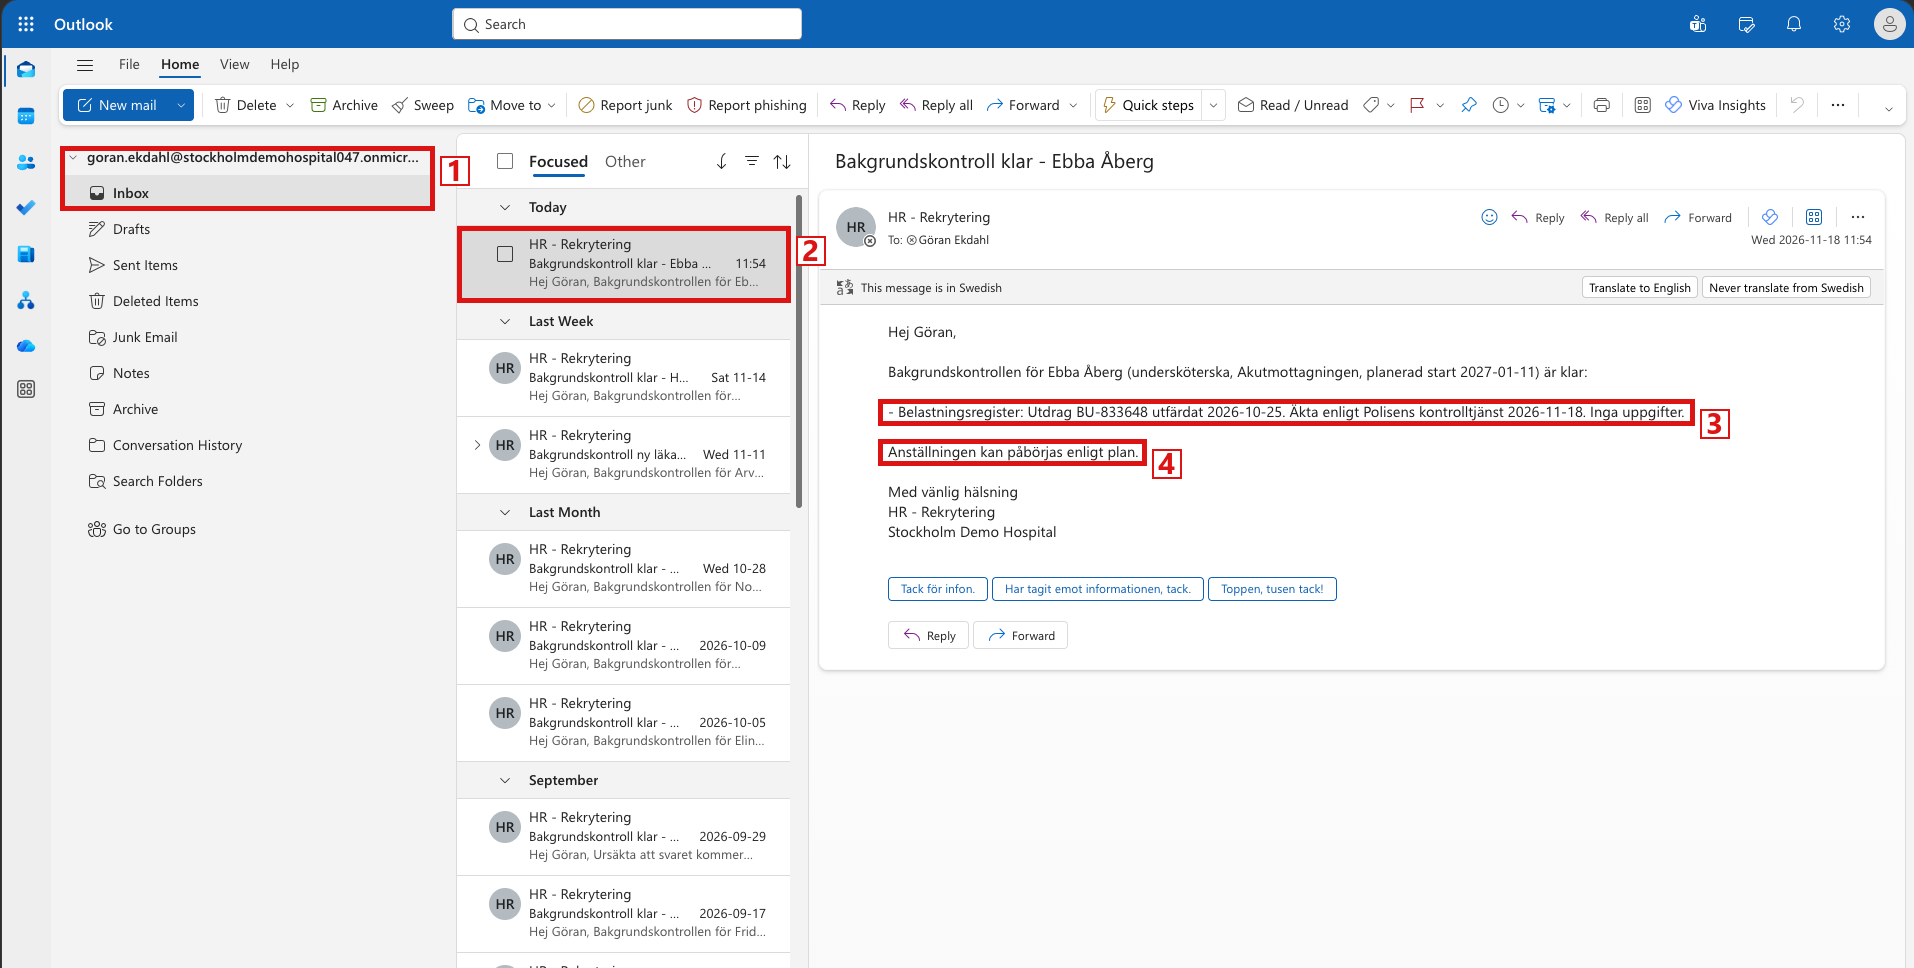 Outlook
Search
File Home View Help
New mail Delete Archive Sweep Move to Report junk Report phishing Reply Reply all Forward Quick steps Read / Unread Viva Insights
goran.ekdahl@stockholmdemohospital047.onmicr...
1
Inbox
Drafts
Sent Items
Deleted Items
Junk Email
Notes
Archive
Conversation History
Search Folders
Go to Groups
Focused Other
Today
HR - Rekrytering
Bakgrundskontroll klar - Ebba ... 11:54
Hej Göran, Bakgrundskontrollen för Eb...
2
Last Week
HR
HR - Rekrytering
Bakgrundskontroll klar - H... Sat 11-14
Hej Göran, Bakgrundskontrollen för...
HR
HR - Rekrytering
Bakgrundskontroll ny läka... Wed 11-11
Hej Göran, Bakgrundskontrollen för Arv...
Last Month
HR
HR - Rekrytering
Bakgrundskontroll klar - ... Wed 10-28
Hej Göran, Bakgrundskontrollen för No...
HR
HR - Rekrytering
Bakgrundskontroll klar - ... 2026-10-09
Hej Göran, Bakgrundskontrollen för...
HR
HR - Rekrytering
Bakgrundskontroll klar - ... 2026-10-05
Hej Göran, Bakgrundskontrollen för Elin...
September
HR
HR - Rekrytering
Bakgrundskontroll klar - ... 2026-09-29
Hej Göran, Ursäkta att svaret kommer...
HR
HR - Rekrytering
Bakgrundskontroll klar - ... 2026-09-17
Hej Göran, Bakgrundskontrollen för Frid...
Bakgrundskontroll klar - Ebba Åberg
HR
HR - Rekrytering
To: Göran Ekdahl
Reply Reply all Forward
Wed 2026-11-18 11:54
This message is in Swedish
Translate to English Never translate from Swedish
Hej Göran,
Bakgrundskontrollen för Ebba Åberg (undersköterska, Akutmottagningen, planerad start 2027-01-11) är klar:
- Belastningsregister: Utdrag BU-833648 utfärdat 2026-10-25. Äkta enligt Polisens kontrolltjänst 2026-11-18. Inga uppgifter.
3
Anställningen kan påbörjas enligt plan.
4
Med vänlig hälsning
HR - Rekrytering
Stockholm Demo Hospital
Tack för infon. Har tagit emot informationen, tack. Toppen, tusen tack!
Reply Forward